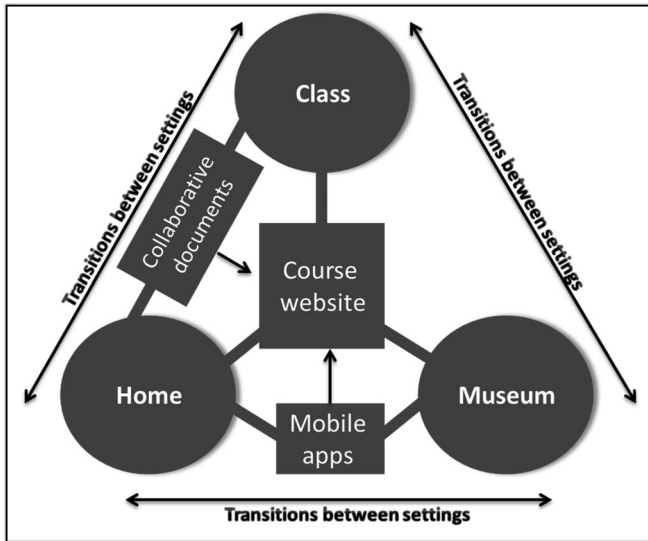 Class
Transitions between settings
Transitions between settings
Collaborative
documents
Course
website
Home
Museum
Mobile
apps
Transitions between settings